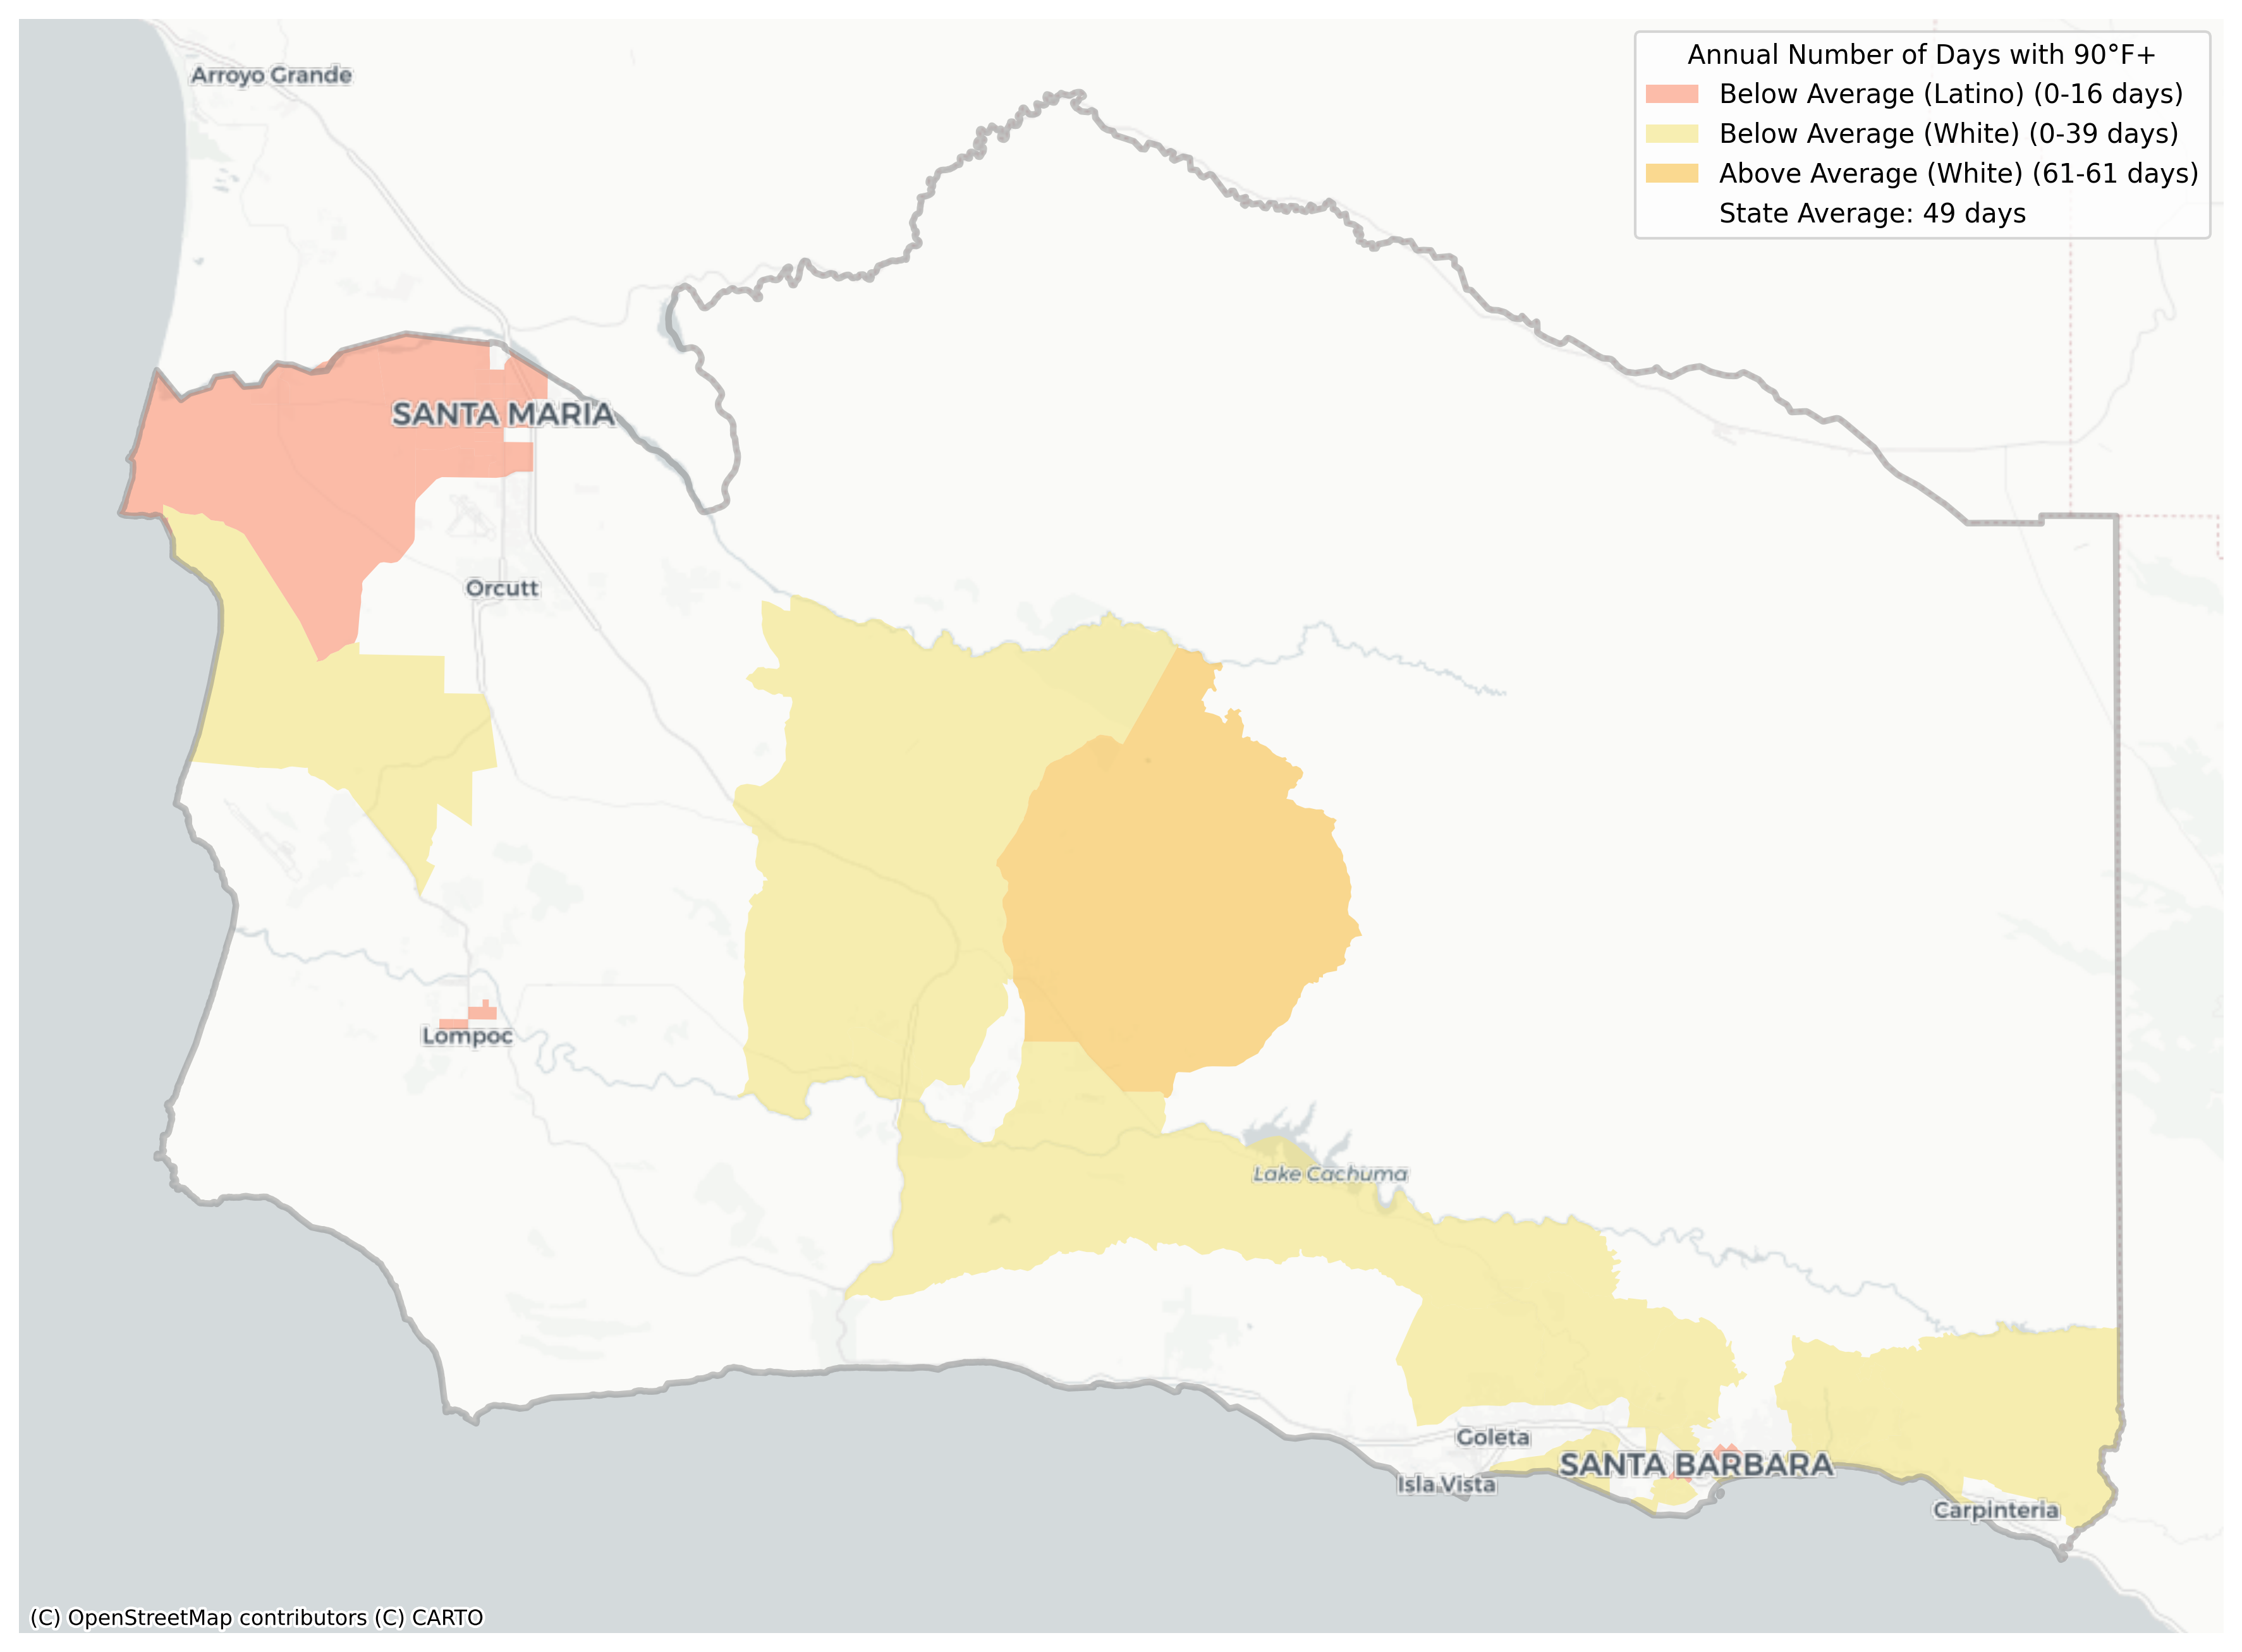 Annual Number of Days with 90°F+
Below Average (Latino) (0-16 days)
Below Average (White) (0-39 days)
Above Average (White) (61-61 days)
State Average: 49 days
Arroyo Grande
SANTA MARIA
Orcutt
Lompoc
Lake Cachuma
Goleta
SANTA BARBARA
Isla Vista
Carpinteria
(C) OpenStreetMap contributors (C) CARTO